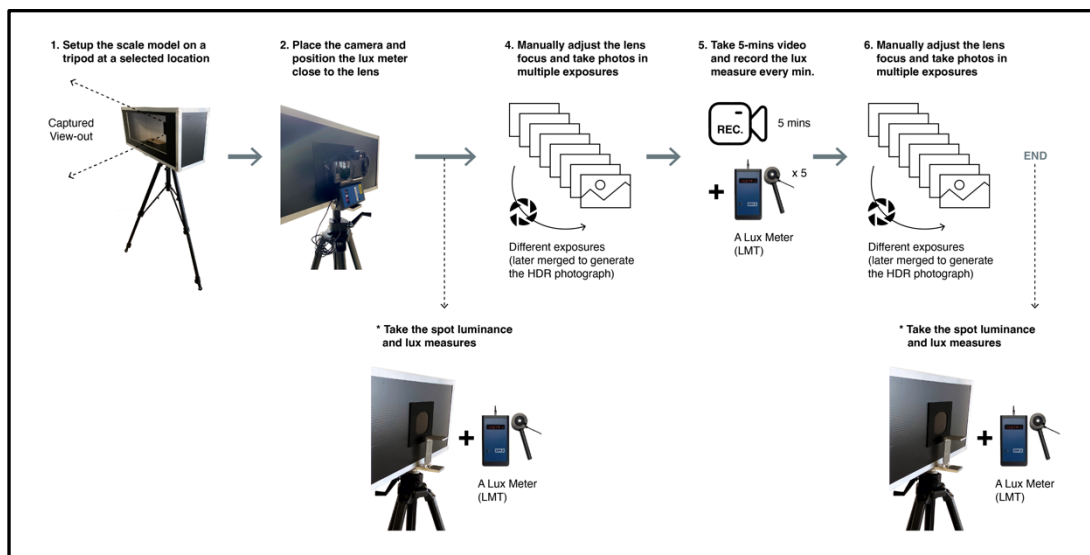 1. Setup the scale model on a
tripod at a selected location
Captured
View-out
2. Place the camera and
position the lux meter
close to the lens
4. Manually adjust the lens
focus and take photos in
multiple exposures
Different exposures
(later merged to generate
the HDR photograph)
5. Take 5-mins video
and record the lux
measure every min.
REC.
5 mins
+
x 5
A Lux Meter
(LMT)
6. Manually adjust the lens
focus and take photos in
multiple exposures
Different exposures
(later merged to generate
the HDR photograph)
END
* Take the spot luminance
and lux measures
+
A Lux Meter
(LMT)
* Take the spot luminance
and lux measures
+
A Lux Meter
(LMT)